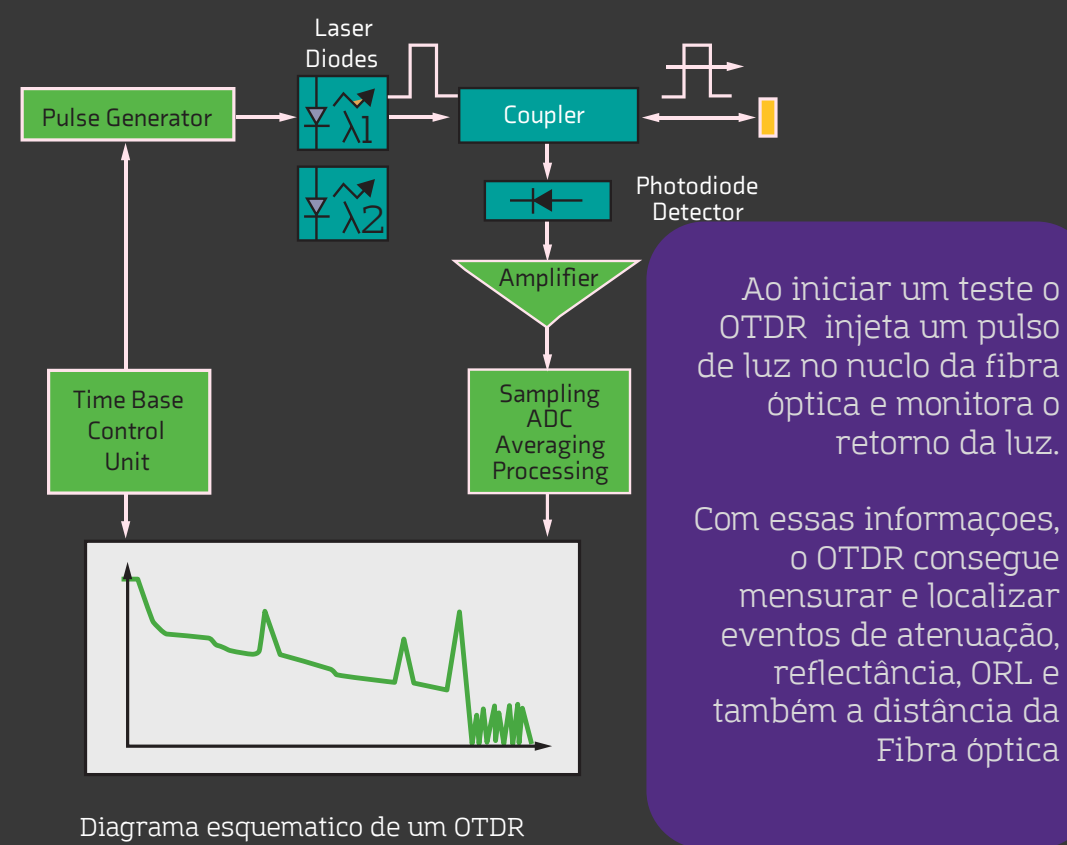 Laser
Diodes
Pulse Generator
λ1
Coupler
λ2
Photodiode
Detector
Amplifier
Time Base
Control
Unit
Sampling
ADC
Averaging
Processing
Ao iniciar um teste o
OTDR injeta um pulso
de luz no nuclo da fibra
óptica e monitora o
retorno da luz.
Com essas informaçoes,
o OTDR consegue
mensurar e localizar
eventos de atenuação,
reflectância, ORL e
também a distância da
Fibra óptica
Diagrama esquematico de um OTDR